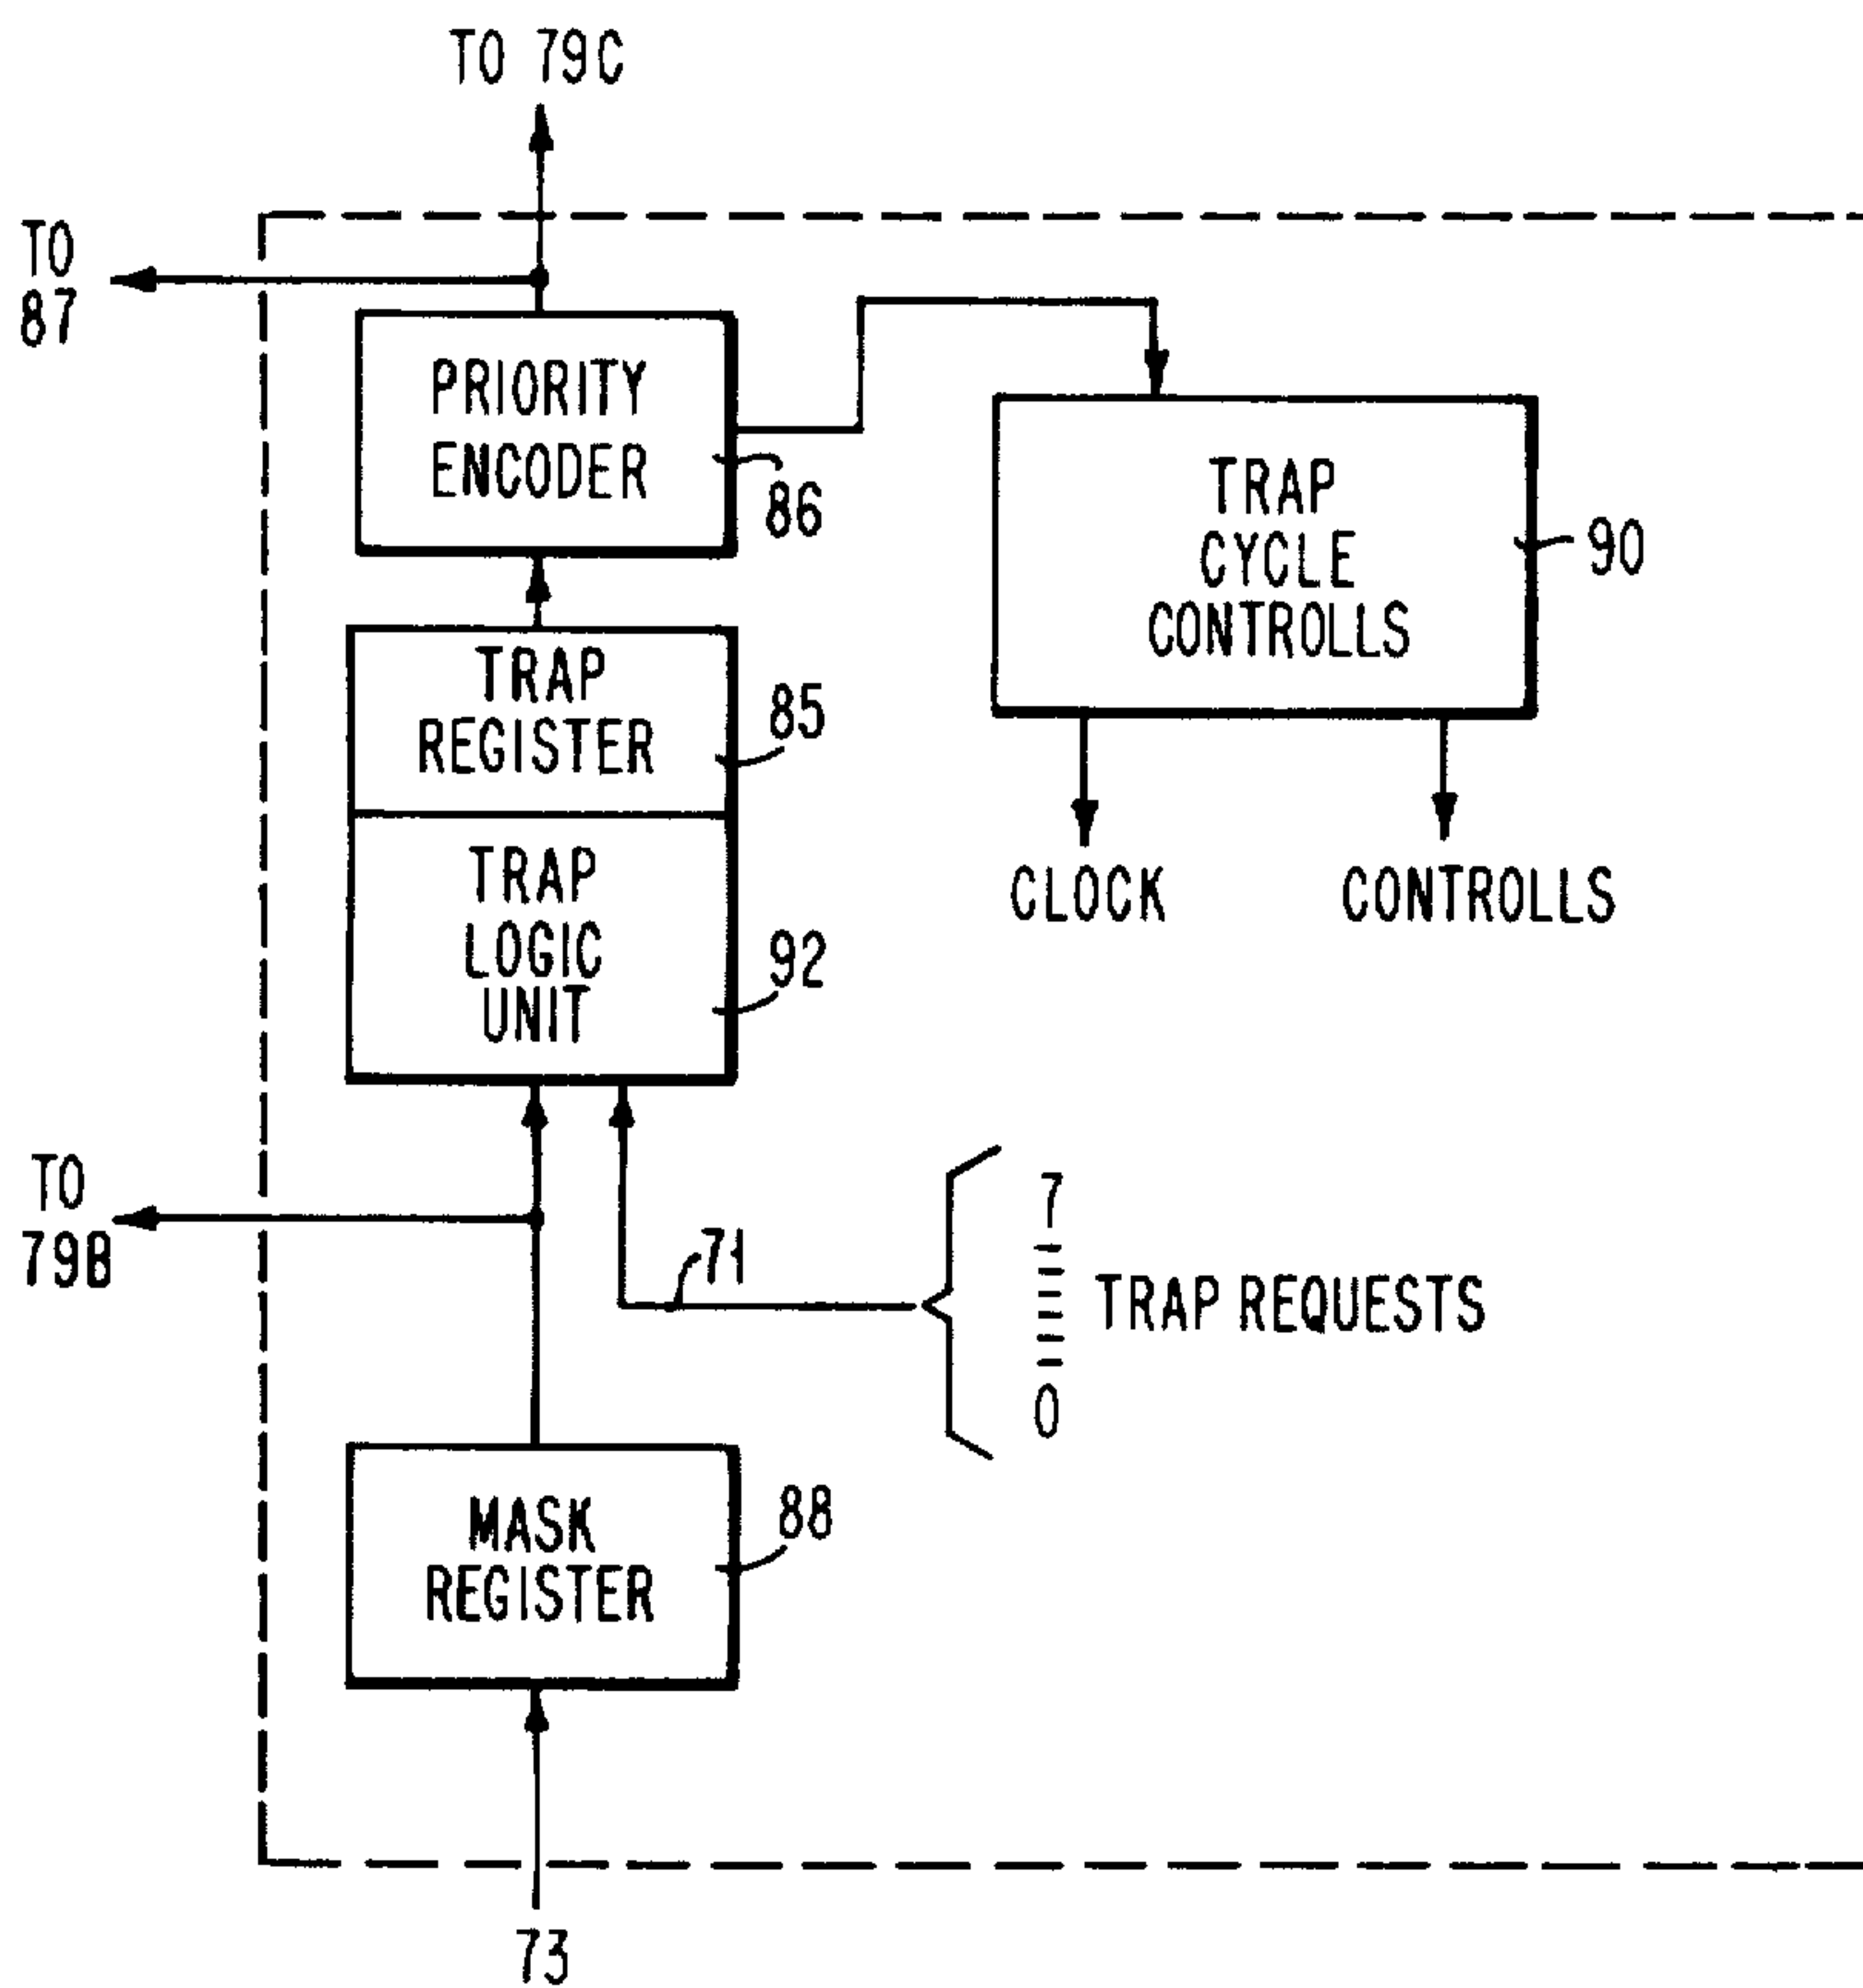 TO 79C
TO
87
PRIORITY
ENCODER
86
TRAP
CYCLE
CONTROLLS
90
TRAP
REGISTER
85
TRAP
LOGIC
UNIT
92
CLOCK
CONTROLLS
TO
79B
71
7
0
TRAP REQUESTS
MASK
REGISTER
88
73